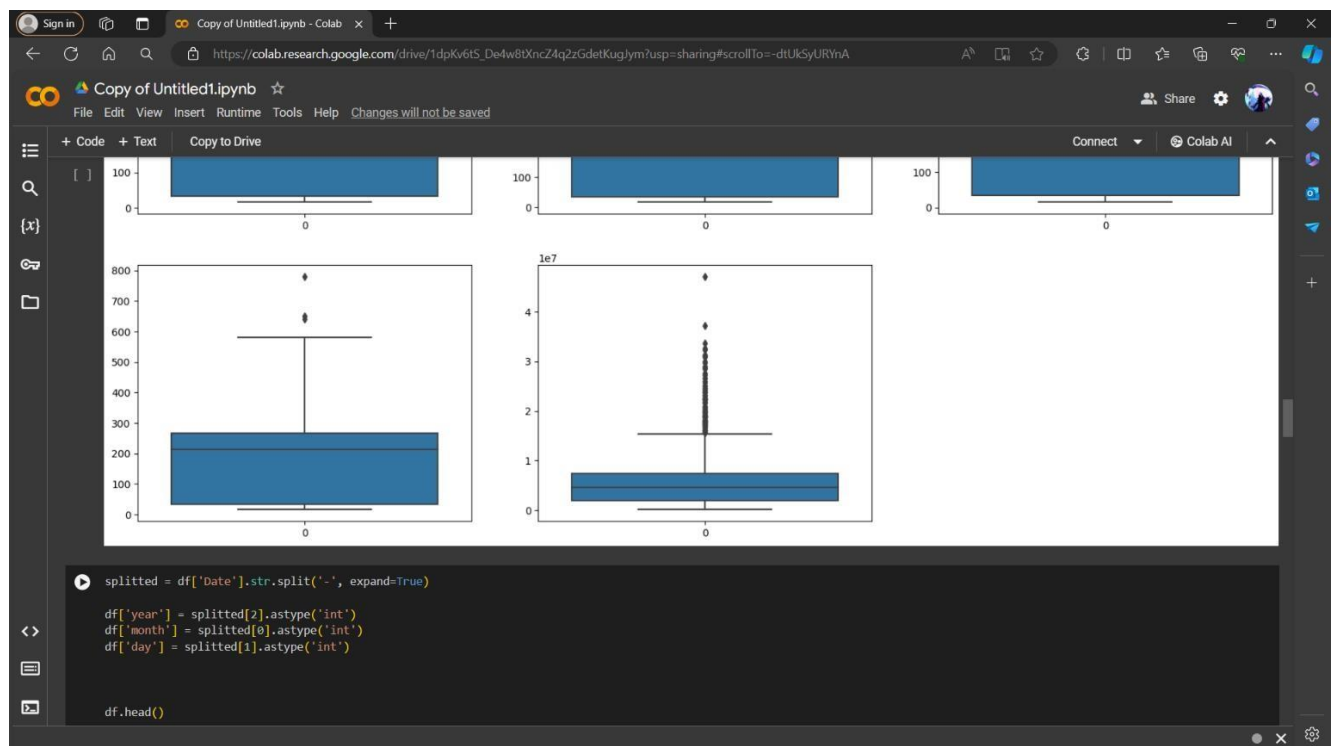 Sign in
Copy of Untitled1.ipynb - Colab
https://colab.research.google.com/drive/1dpKv6tS_De4w8tXncZ4q2zGdetKugJym?usp=sharing#scrollTo=-dtUkSyURYnA
Copy of Untitled1.ipynb
File Edit View Insert Runtime Tools Help Changes will not be saved
Share
+ Code + Text Copy to Drive
Connect Colab AI
[ ]
100
0
0
100
0
0
100
0
0
800
700
600
500
400
300
200
100
0
0
1e7
4
3
2
1
0
0
{x}
splitted = df['Date'].str.split('-', expand=True)
df['year'] = splitted[2].astype('int')
df['month'] = splitted[0].astype('int')
df['day'] = splitted[1].astype('int')
df.head()